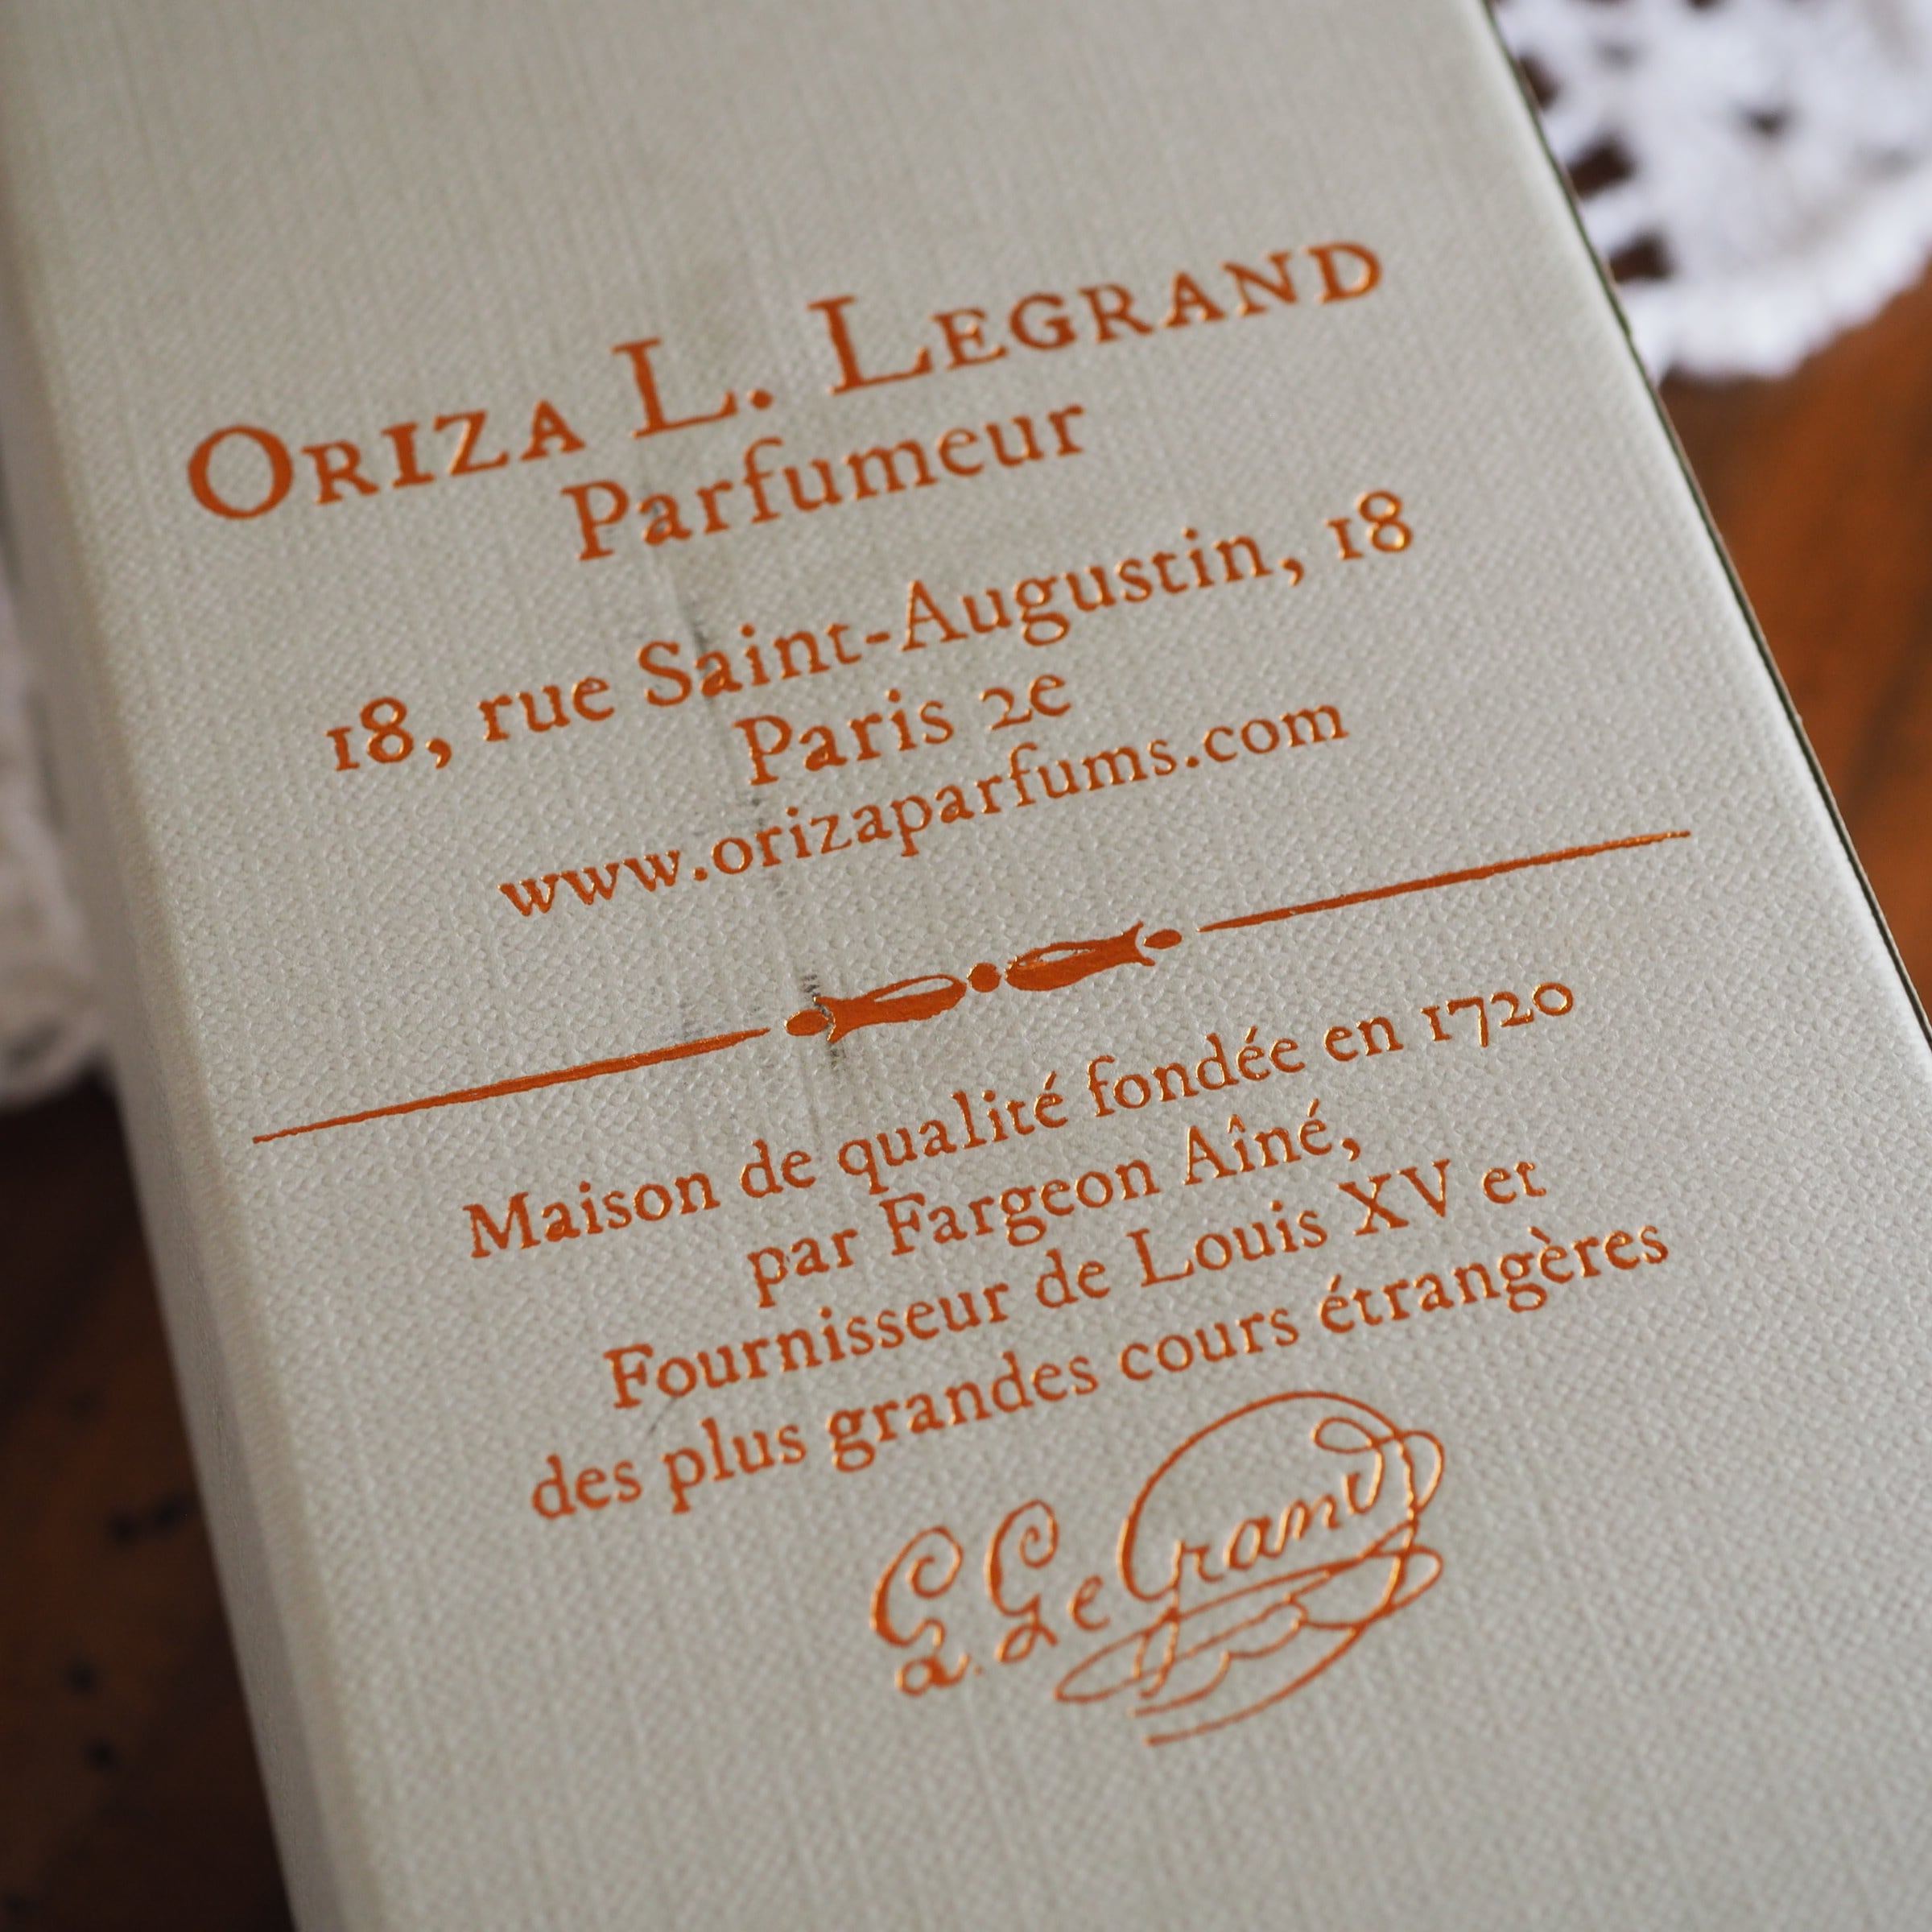 ORIZA L. LEGRAND
Parfumeur
18, rue Saint-Augustin, 18
Paris 2e
www.orizaparfums.com
Maison de qualité fondée en 1720
par Fargeon Aîné,
Fournisseur de Louis XV et
des plus grandes cours étrangères
LeGrand